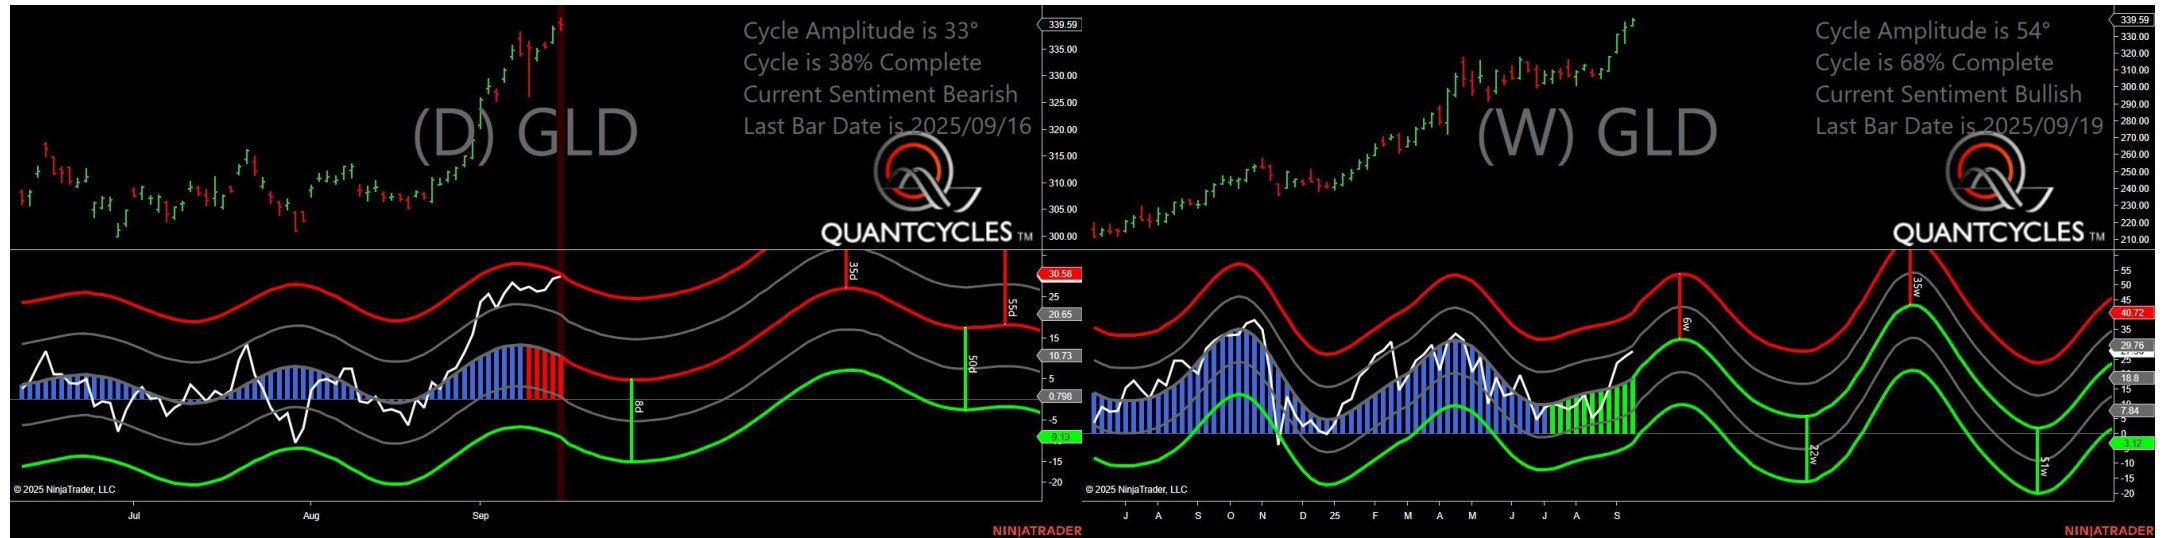 Cycle Amplitude is 33°
Cycle is 38% Complete
Current Sentiment Bearish
Last Bar Date is 2025/09/16
(D) GLD
QUANTCYCLES TM
339.59
335.00
330.00
325.00
320.00
315.00
310.00
305.00
300.00
35d
55d
50d
8d
30.58
25
20.65
15
10.73
5
0.798
-5
-9.13
-15
-20
© 2025 NinjaTrader, LLC
Jul
Aug
Sep
NINJATRADER
Cycle Amplitude is 54°
Cycle is 68% Complete
Current Sentiment Bullish
Last Bar Date is 2025/09/19
(W) GLD
QUANTCYCLES TM
339.59
330.00
320.00
310.00
300.00
290.00
280.00
270.00
260.00
250.00
240.00
230.00
220.00
210.00
6w
35w
22w
51w
55
50
45
40.72
35
29.76
25
18.8
15
7.84
5
0
-3.12
-10
-15
-20
© 2025 NinjaTrader, LLC
J A S O N D 25 F M A M J J A S
NINJATRADER